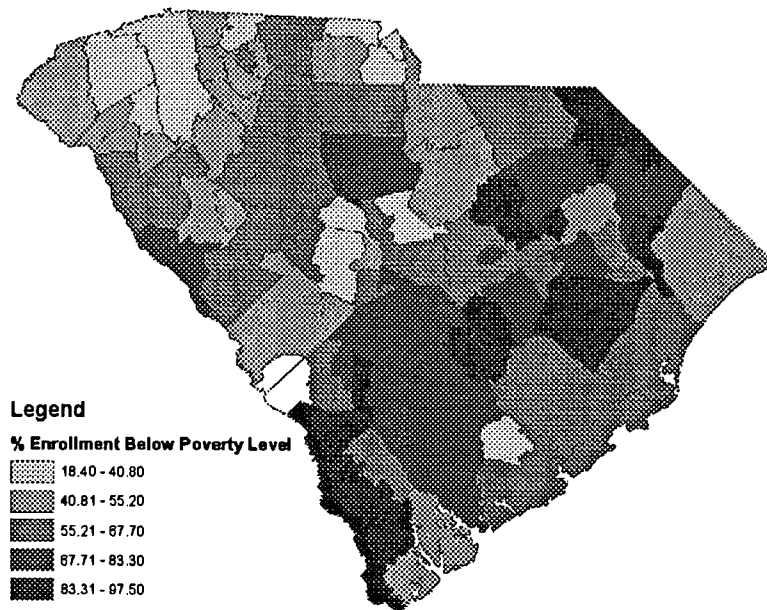 Legend
% Enrollment Below Poverty Level
18.40 - 40.80
40.81 - 55.20
55.21 - 67.70
67.71 - 83.30
83.31 - 97.50